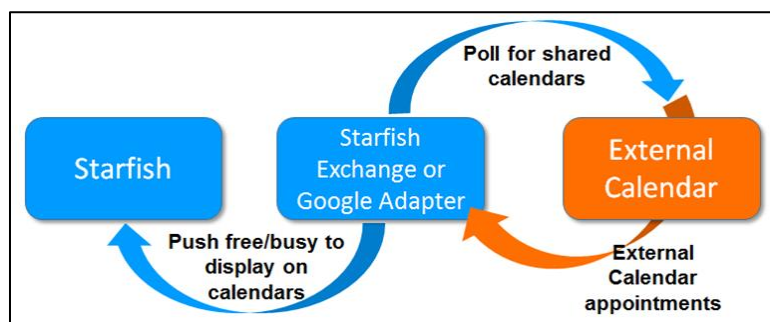 Poll for shared
calendars
Starfish
Starfish
Exchange or
Google Adapter
External
Calendar
Push free/busy to
display on
calendars
External
Calendar
appointments